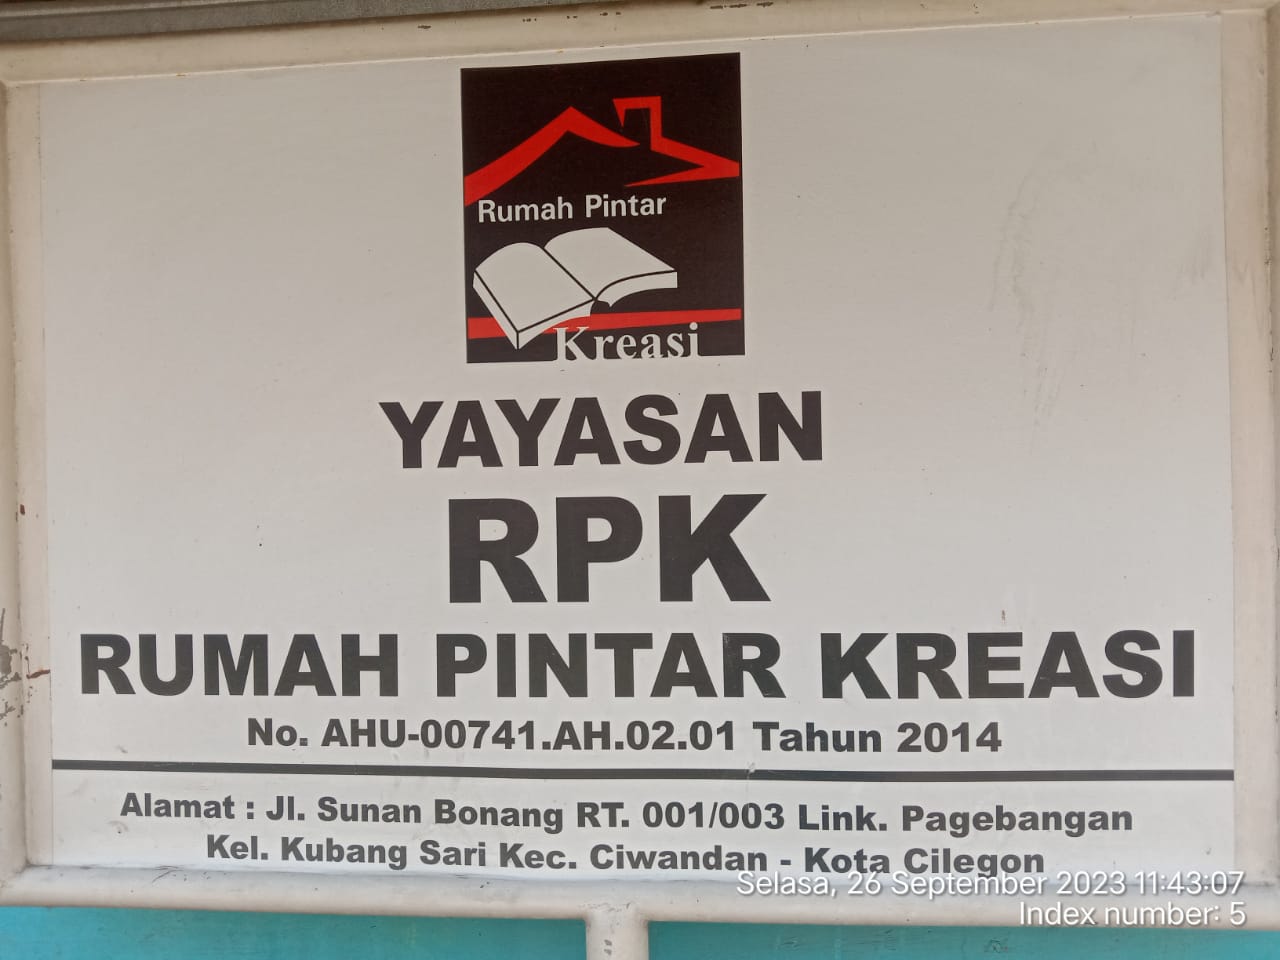 Rumah Pintar
Kreasi
YAYASAN
RPK
RUMAH PINTAR KREASI
No. AHU-00741.AH.02.01 Tahun 2014
Alamat : Jl. Sunan Bonang RT. 001/003 Link. Pagebangan
Kel. Kubang Sari Kec. Ciwandan - Kota Cilegon
Selasa, 26 September 2023 11:43:07
Index number: 5